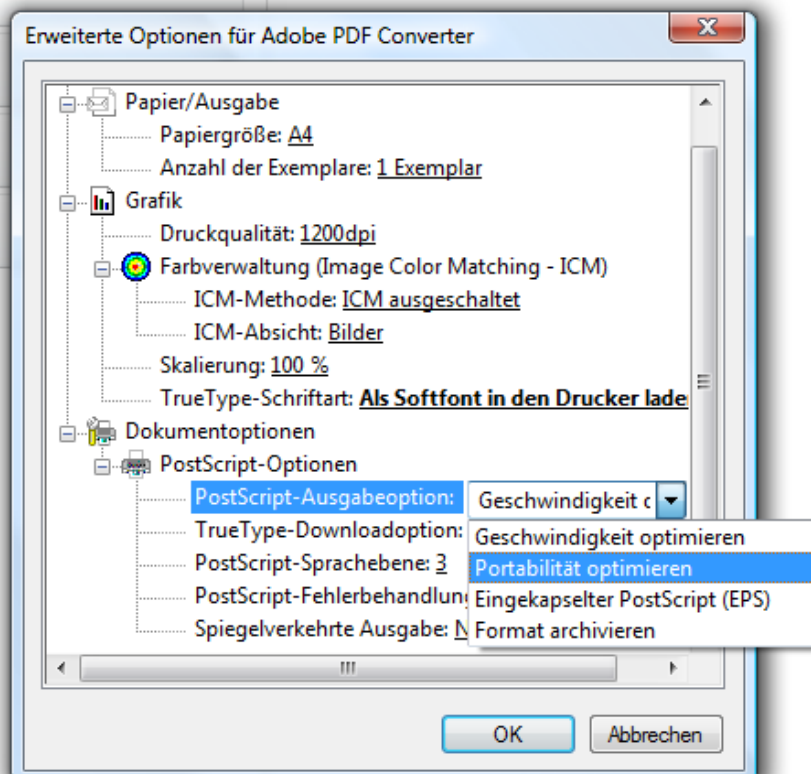 Erweiterte Optionen für Adobe PDF Converter
Papier/Ausgabe
Papiergröße: A4
Anzahl der Exemplare: 1 Exemplar
Grafik
Druckqualität: 1200dpi
Farbverwaltung (Image Color Matching - ICM)
ICM-Methode: ICM ausgeschaltet
ICM-Absicht: Bilder
Skalierung: 100 %
TrueType-Schriftart: Als Softfont in den Drucker lade
Dokumentoptionen
PostScript-Optionen
PostScript-Ausgabeoption: Geschwindigkeit
TrueType-Downloadoption: Geschwindigkeit optimieren
PostScript-Sprachebene: 3 Portabilität optimieren
PostScript-Fehlerbehandlung Eingekapselter PostScript (EPS)
Spiegelverkehrte Ausgabe: N Format archivieren
OK Abbrechen